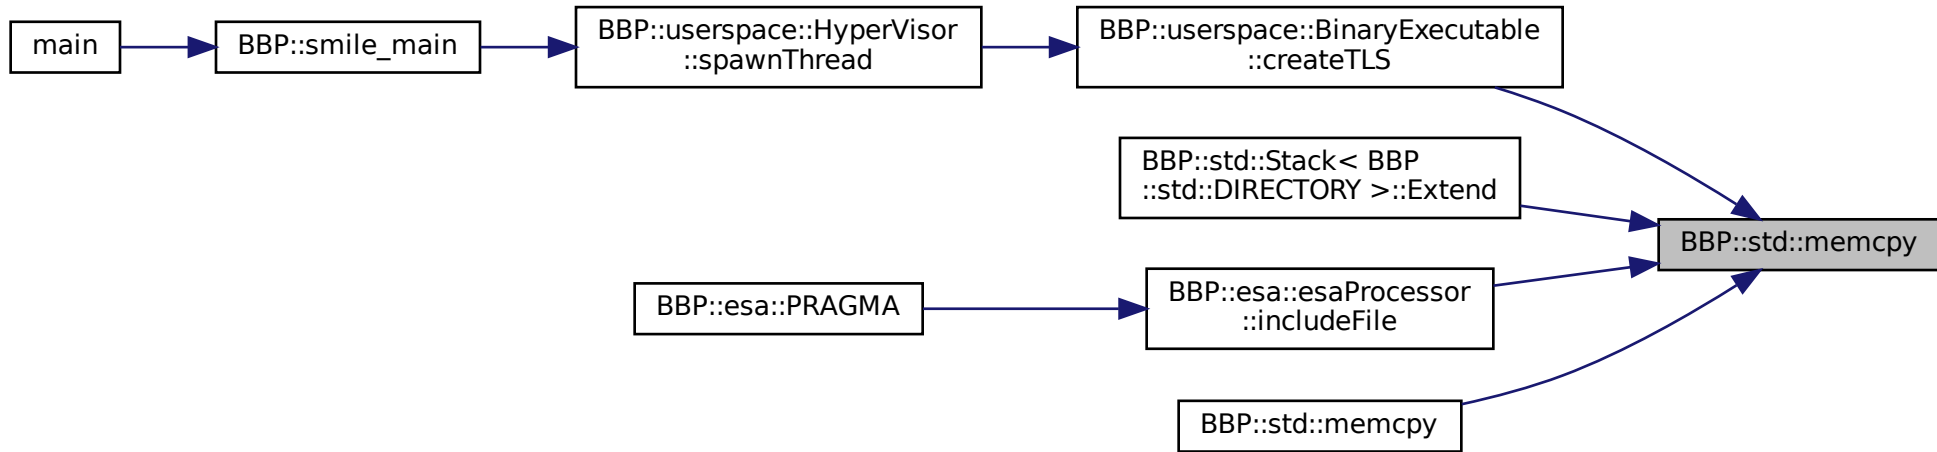 main
BBP::smile_main
BBP::userspace::HyperVisor
::spawnThread
BBP::userspace::BinaryExecutable
::createTLS
BBP::std::Stack< BBP
::std::DIRECTORY >::Extend
BBP::std::memcpy
BBP::esa::PRAGMA
BBP::esa::esaProcessor
::includeFile
BBP::std::memcpy